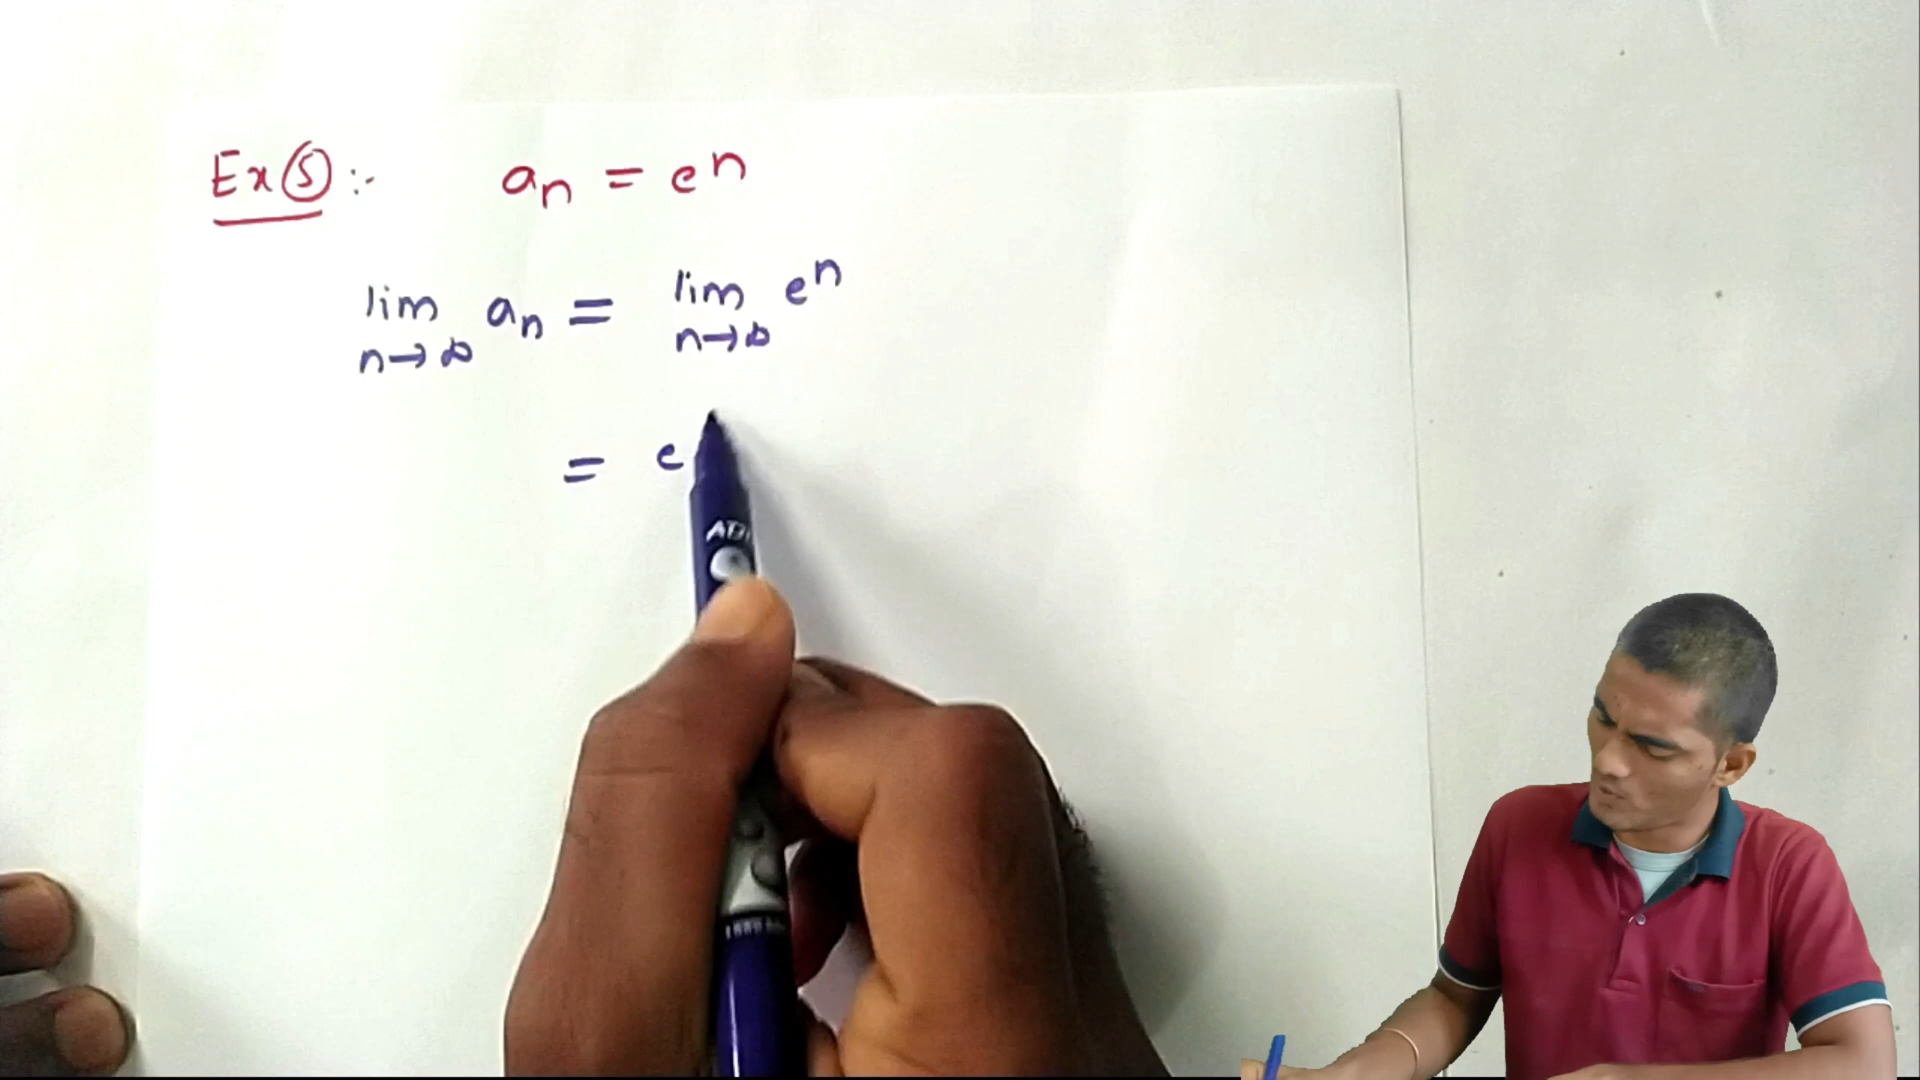 Ex ⑤ :- aₙ = eⁿ
lim n→∞ aₙ = lim n→∞ eⁿ
= e